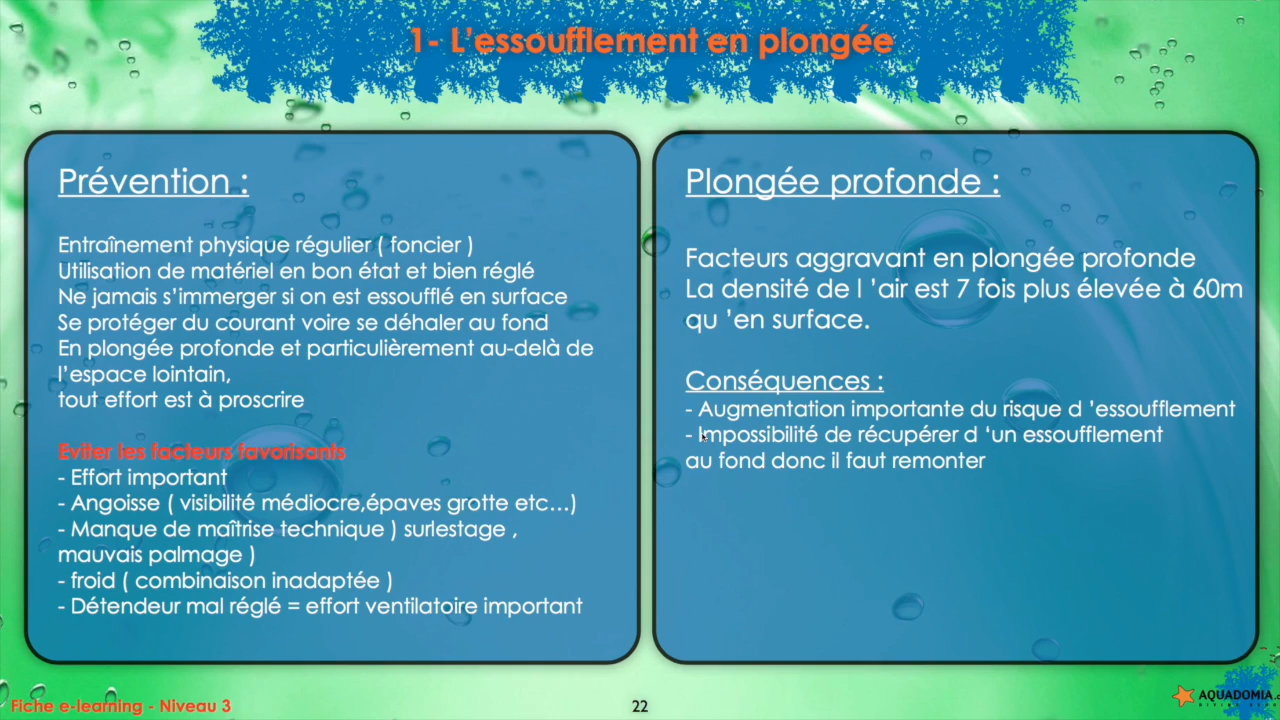 1- L’essoufflement en plongée
Prévention :
Entraînement physique régulier ( foncier )
Utilisation de matériel en bon état et bien réglé
Ne jamais s’immerger si on est essoufflé en surface
Se protéger du courant voire se déhaler au fond
En plongée profonde et particulièrement au-delà de
l’espace lointain,
tout effort est à proscrire
Eviter les facteurs favorisants
- Effort important
- Angoisse ( visibilité médiocre,épaves grotte etc...)
- Manque de maîtrise technique ) surlestage ,
mauvais palmage )
- froid ( combinaison inadaptée )
- Détendeur mal réglé = effort ventilatoire important
Plongée profonde :
Facteurs aggravant en plongée profonde
La densité de l ’air est 7 fois plus élevée à 60m
qu ’en surface.
Conséquences :
- Augmentation importante du risque d ’essoufflement
- Impossibilité de récupérer d ‘un essoufflement
au fond donc il faut remonter
Fiche e-learning - Niveau 3
22
AQUADOMIA.c